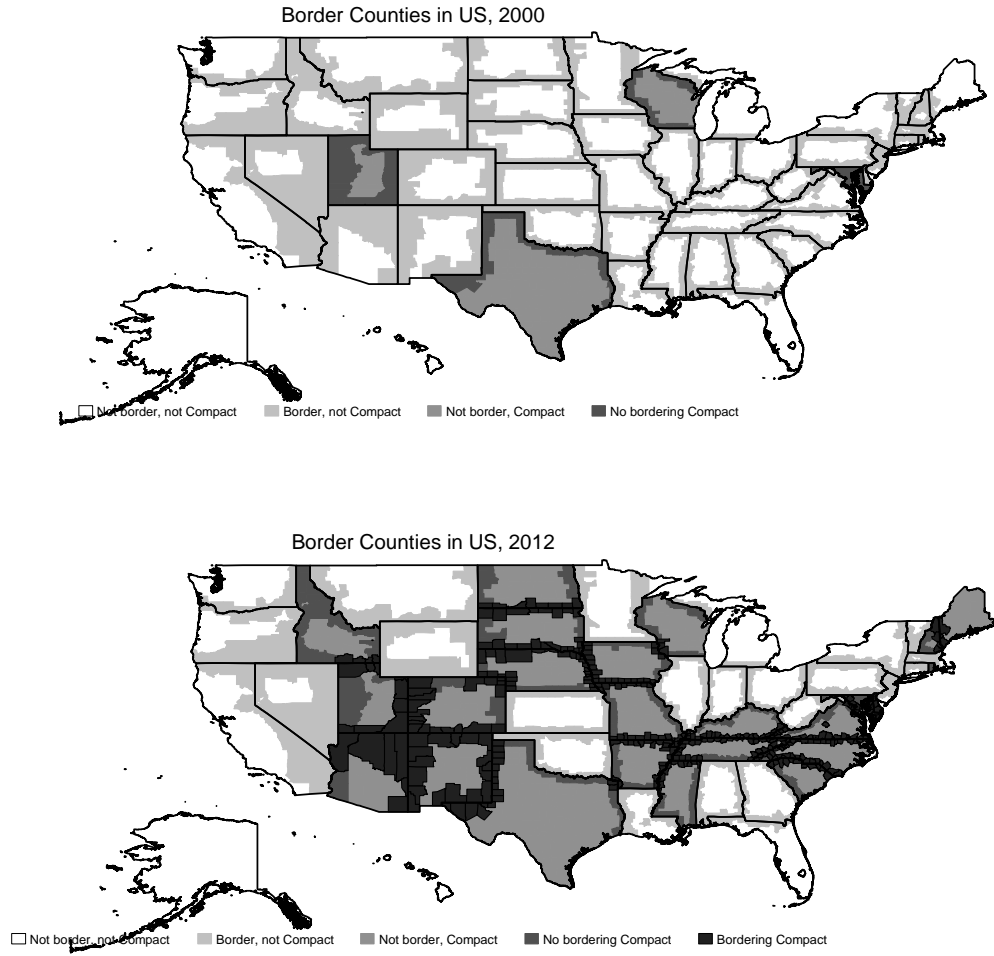 Border Counties in US, 2000
Not border, not Compact Border, not Compact Not border, Compact No bordering Compact
Border Counties in US, 2012
Not border, not Compact Border, not Compact Not border, Compact No bordering Compact Bordering Compact